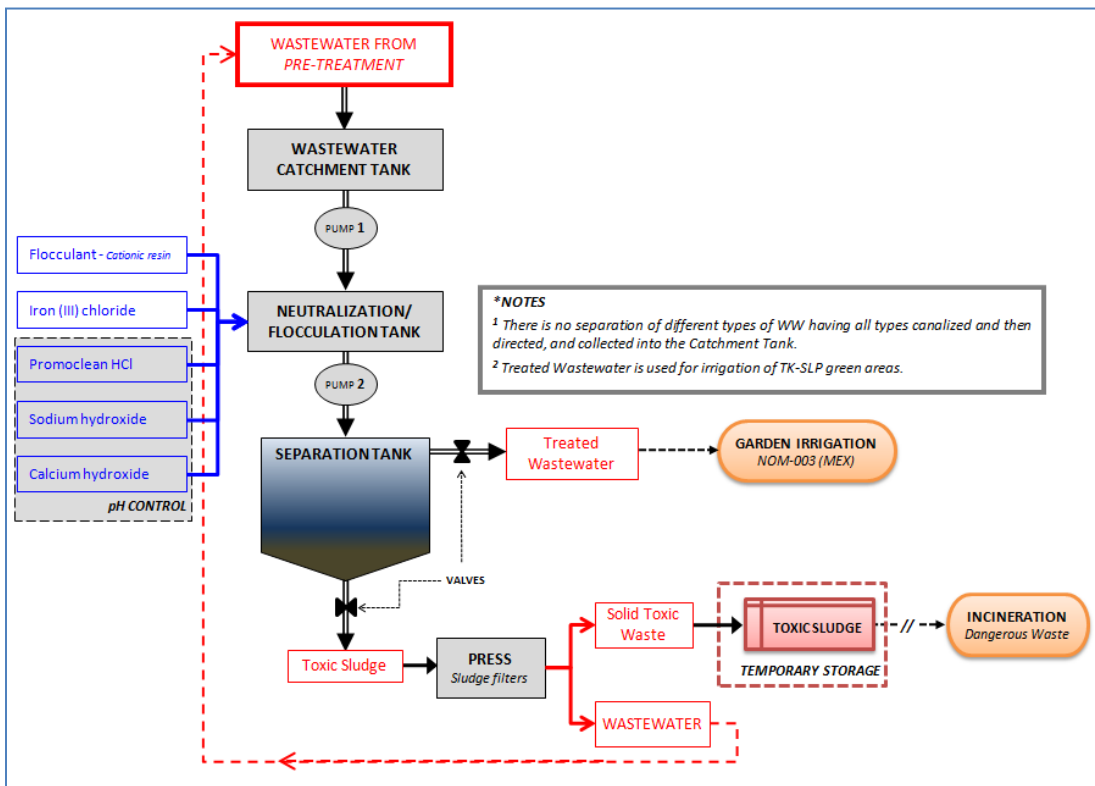 WASTEWATER FROM
PRE-TREATMENT
WASTEWATER
CATCHMENT TANK
PUMP 1
Flocculant - Cationic resin
Iron (III) chloride
Promoclean HCl
Sodium hydroxide
Calcium hydroxide
pH CONTROL
NEUTRALIZATION/
FLOCCULATION TANK
PUMP 2
*NOTES
1 There is no separation of different types of WW having all types canalized and then
directed, and collected into the Catchment Tank.
2 Treated Wastewater is used for irrigation of TK-SLP green areas.
SEPARATION TANK
Treated
Wastewater
GARDEN IRRIGATION
NOM-003 (MEX)
VALVES
Toxic Sludge
PRESS
Sludge filters
Solid Toxic
Waste
WASTEWATER
TOXIC SLUDGE
TEMPORARY STORAGE
//
INCINERATION
Dangerous Waste